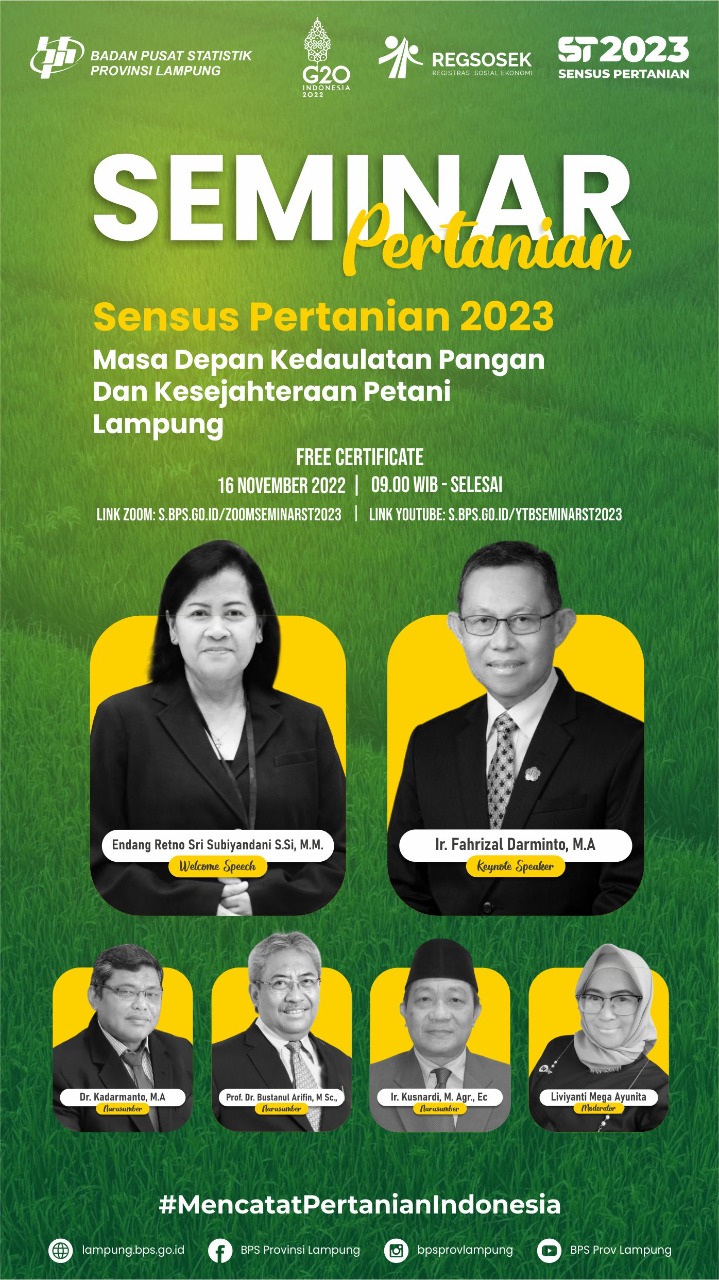 BADAN PUSAT STATISTIK
PROVINSI LAMPUNG
G20
INDONESIA
2022
REGSOSEK
REGISTRASI SOSIAL EKONOMI
ST2023
SENSUS PERTANIAN
SEMINAR
Pertanian
Sensus Pertanian 2023
Masa Depan Kedaulatan Pangan
Dan Kesejahteraan Petani
Lampung
FREE CERTIFICATE
16 NOVEMBER 2022 | 09.00 WIB - SELESAI
LINK ZOOM: S.BPS.GO.ID/ZOOMSEMINARST2023 | LINK YOUTUBE: S.BPS.GO.ID/YTBSEMINARST2023
Endang Retno Sri Subiyandani S.Si, M.M.
Welcome Speech
Ir. Fahrizal Darminto, M.A
Keynote Speaker
Dr. Kadarmanto, M.A
Narasumber
Prof. Dr. Bustanul Arifin, M Sc.,
Narasumber
Ir. Kusnardi, M. Agr., Ec
Narasumber
Liviyanti Mega Ayunita
Moderator
#MencatatPertanianIndonesia
lampung.bps.go.id
BPS Provinsi Lampung
bpsprovlampung
BPS Prov Lampung